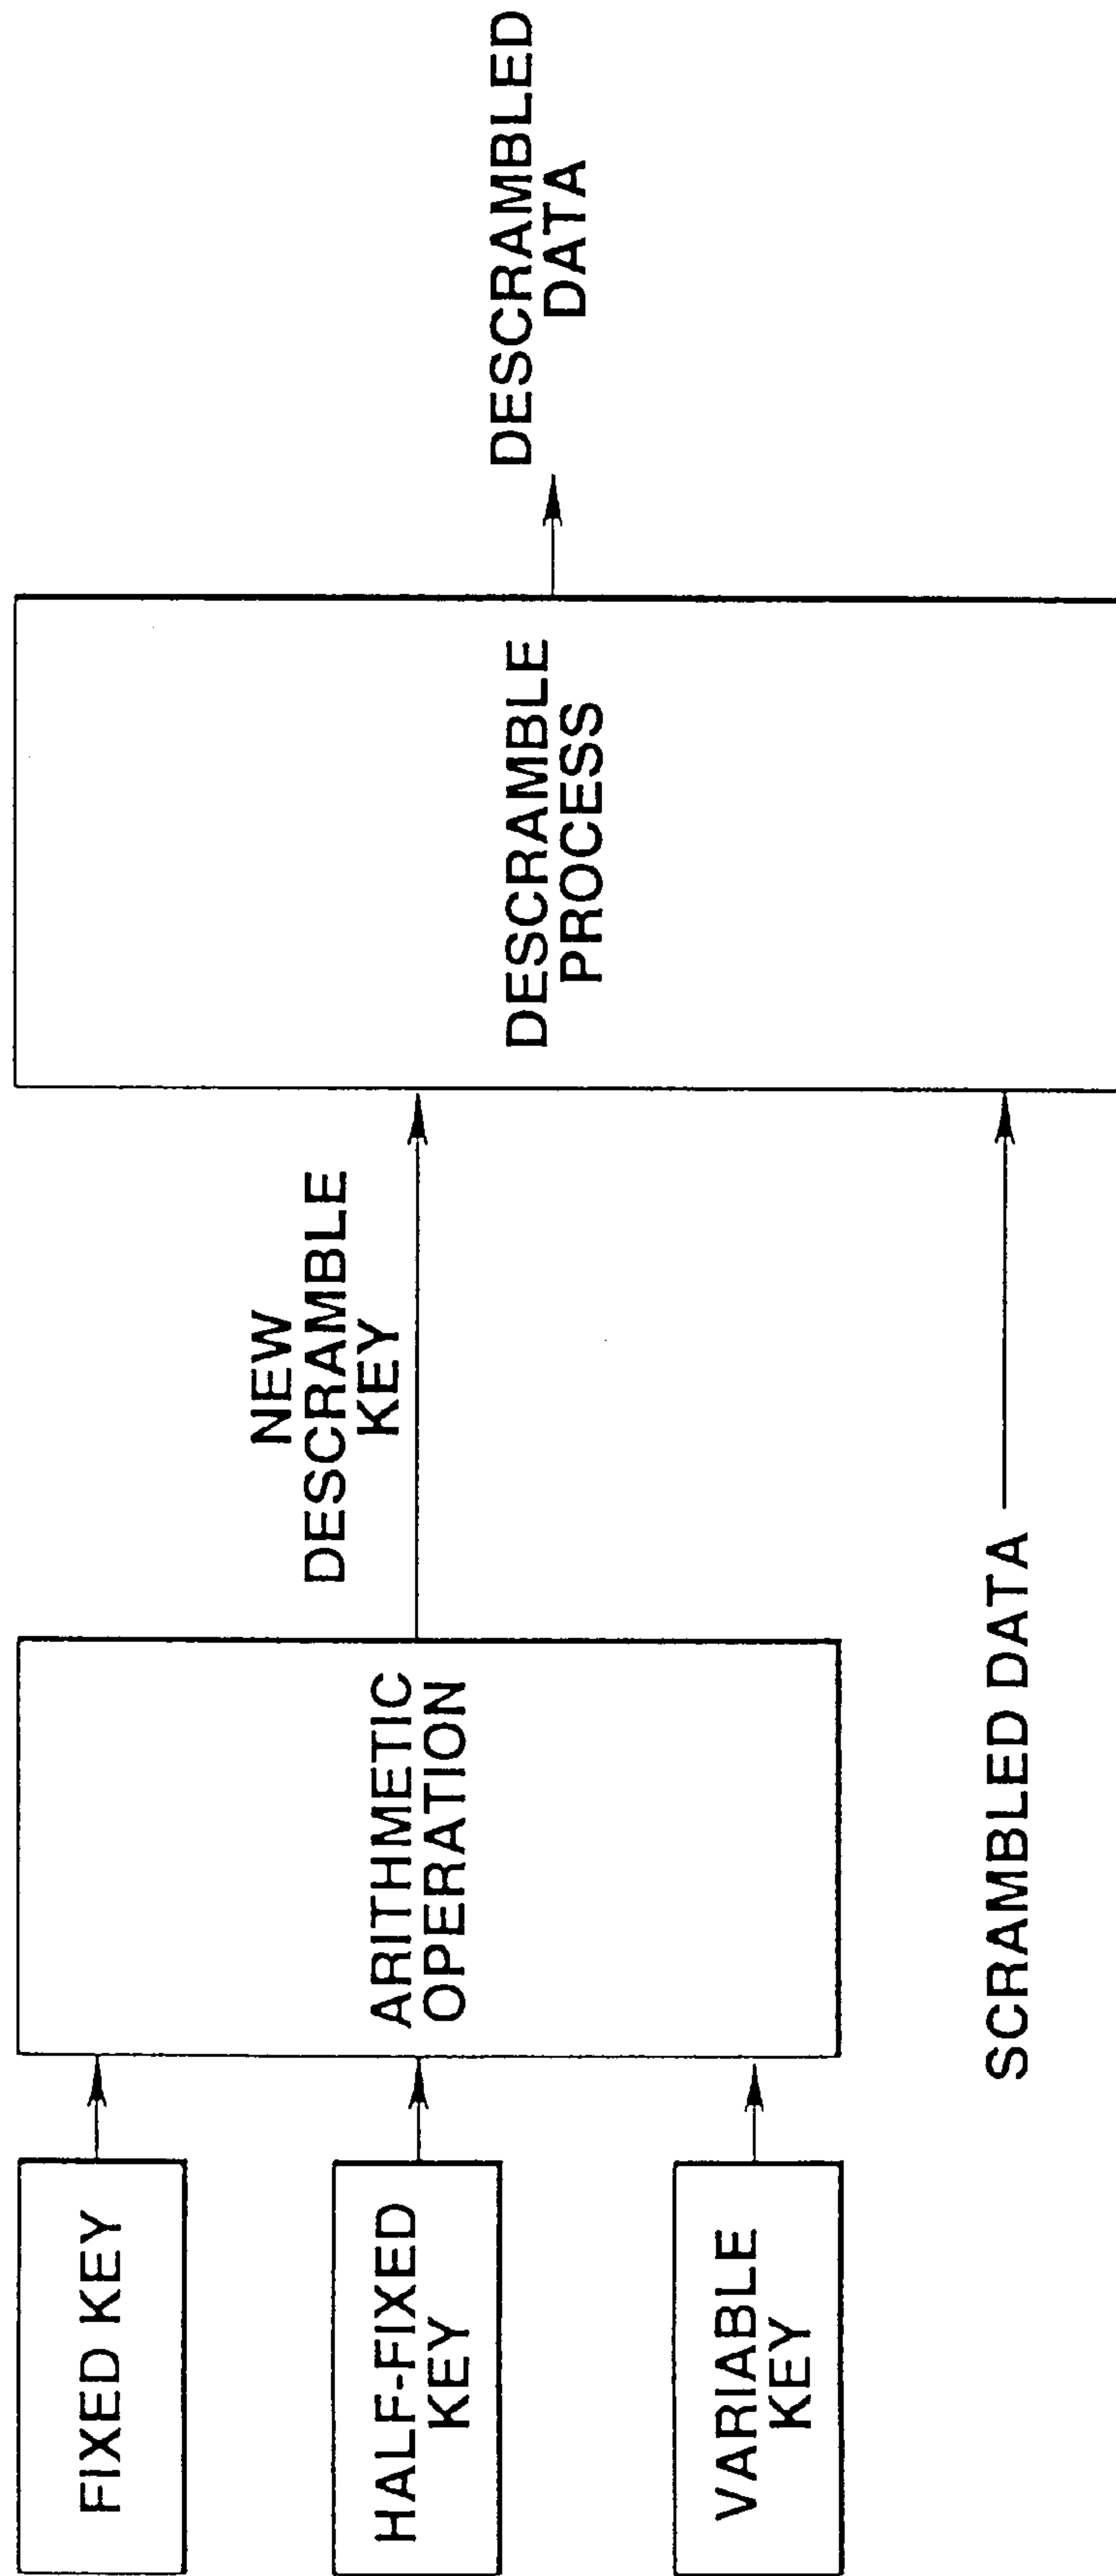 FIXED KEY
HALF-FIXED
KEY
VARIABLE
KEY
ARITHMETIC
OPERATION
NEW
DESCRAMBLE
KEY
SCRAMBLED DATA
DESCRAMBLE
PROCESS
DESCRAMBLED
DATA